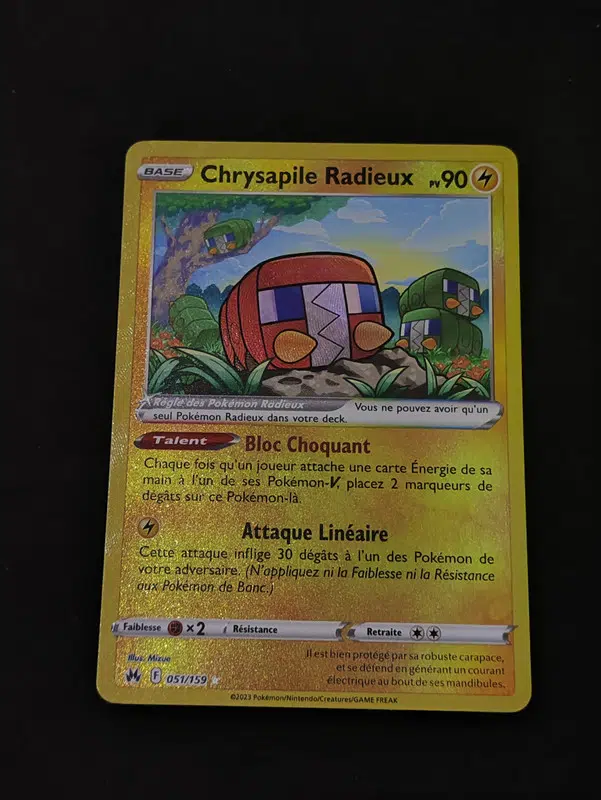 BASE Chrysapile Radieux PV 90
Règle des Pokémon Radieux Vous ne pouvez avoir qu'un
seul Pokémon Radieux dans votre deck.
Talent Bloc Choquant
Chaque fois qu'un joueur attache une carte Énergie de sa
main à l'un de ses Pokémon-V, placez 2 marqueurs de
dégâts sur ce Pokémon-là.
Attaque Linéaire
Cette attaque inflige 30 dégâts à l'un des Pokémon de
votre adversaire. (N'appliquez ni la Faiblesse ni la Résistance
aux Pokémon de Banc.)
Faiblesse ×2 Résistance Retraite
Illus. Mizue
F 051/159
Il est bien protégé par sa robuste carapace,
et se défend en générant un courant
électrique au bout de ses mandibules.
©2023 Pokémon/Nintendo/Creatures/GAME FREAK